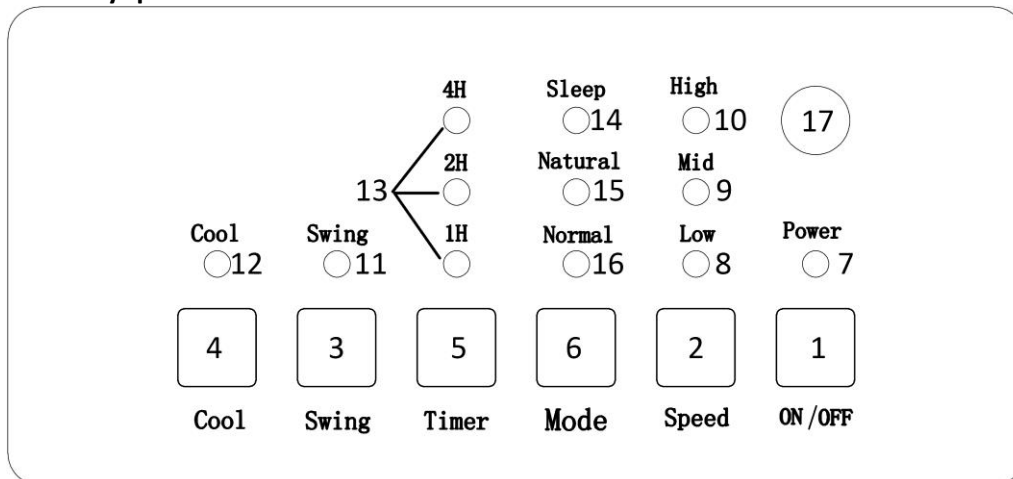 4H Sleep High
14 10 17
2H Natural Mid
13 15 9
Cool Swing 1H Normal Low Power
12 11 16 8 7
4 3 5 6 2 1
Cool Swing Timer Mode Speed ON/OFF